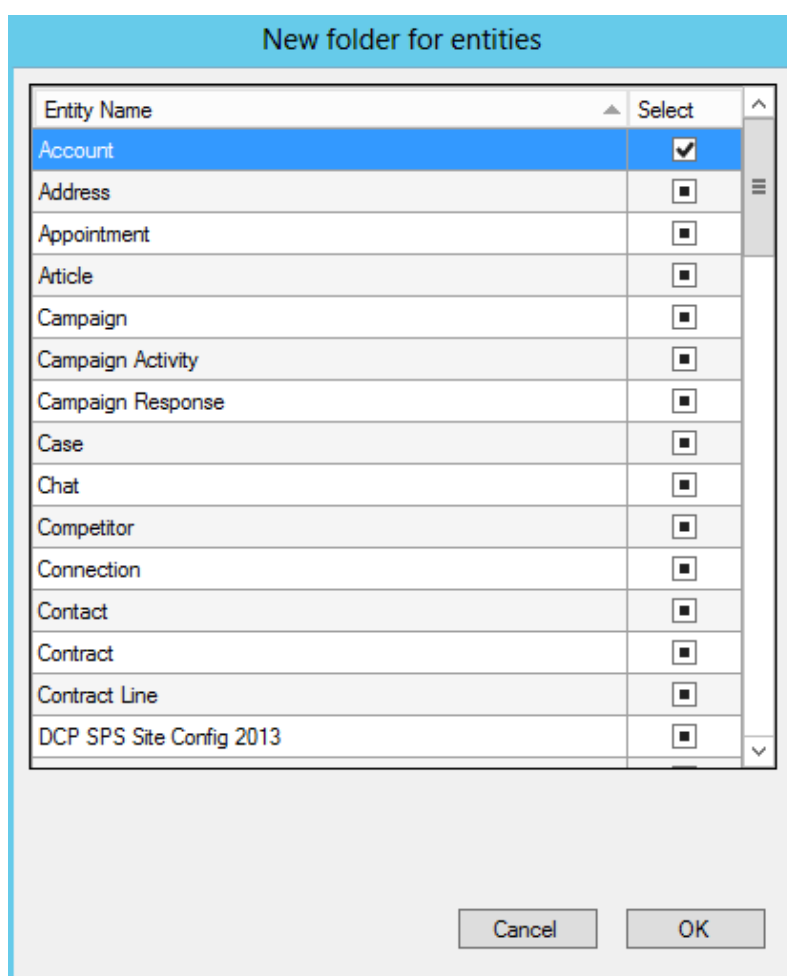 New folder for entities
Entity Name Select
Account
Address
Appointment
Article
Campaign
Campaign Activity
Campaign Response
Case
Chat
Competitor
Connection
Contact
Contract
Contract Line
DCP SPS Site Config 2013
Cancel OK